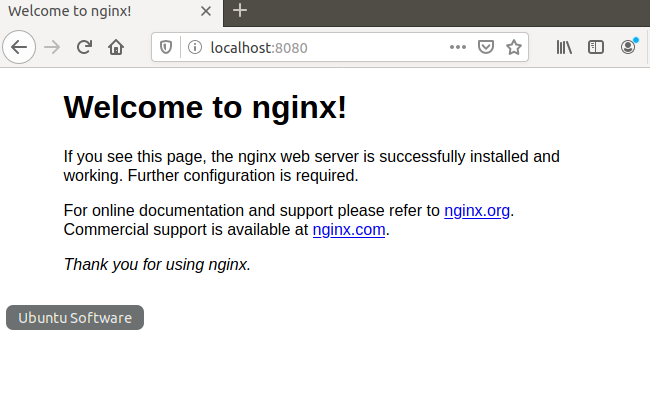 Welcome to nginx!
localhost:8080
Welcome to nginx!
If you see this page, the nginx web server is successfully installed and
working. Further configuration is required.
For online documentation and support please refer to nginx.org.
Commercial support is available at nginx.com.
Thank you for using nginx.
Ubuntu Software